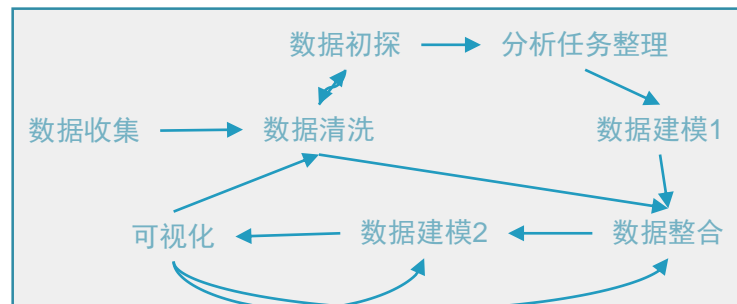 数据初探
分析任务整理
数据收集
数据清洗
数据建模1
可视化
数据建模2
数据整合